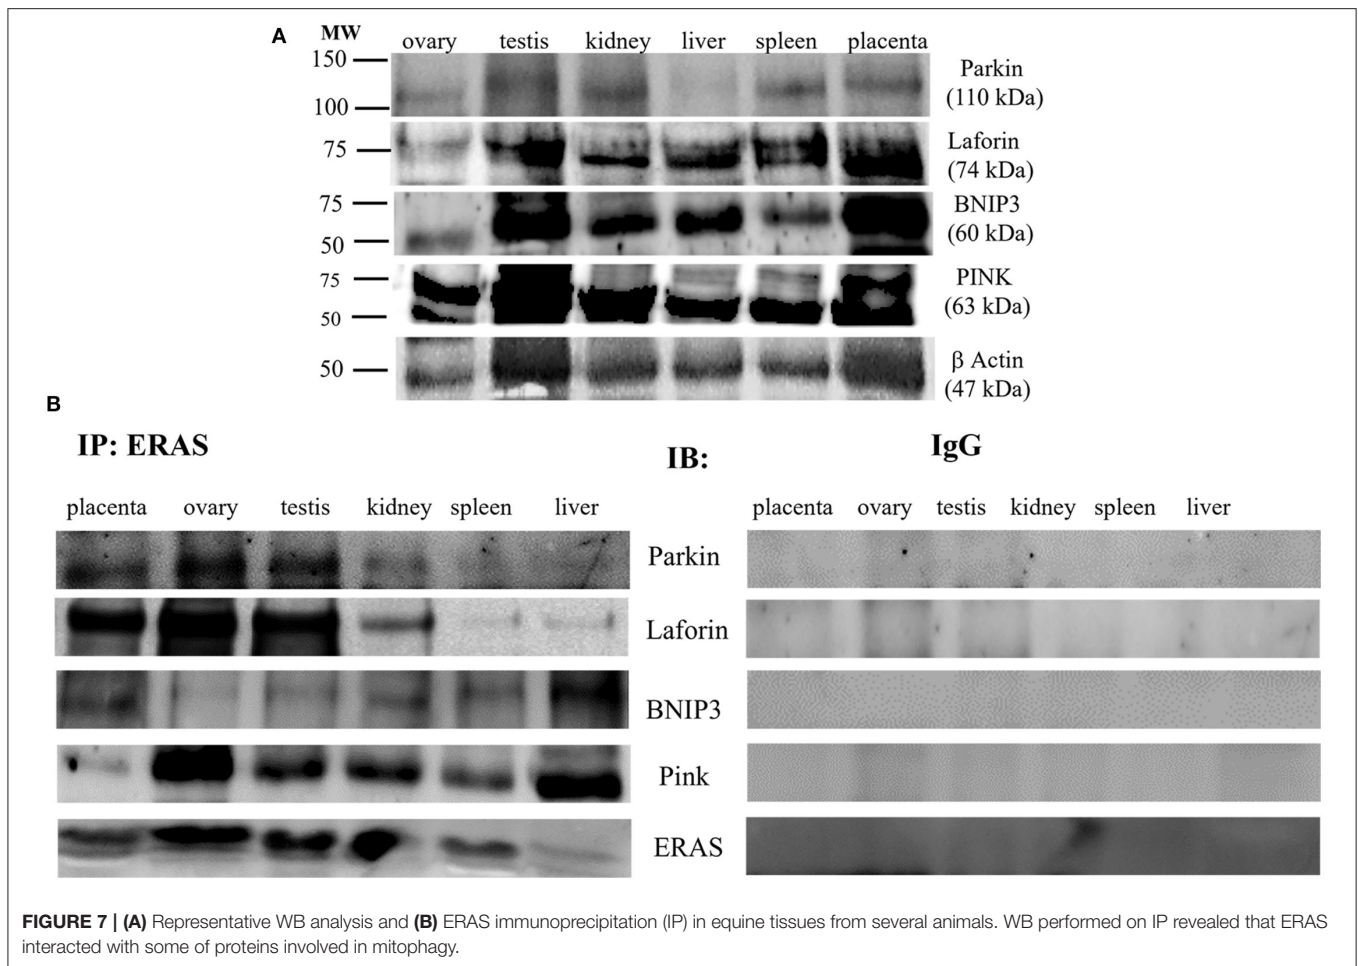 A MW ovary testis kidney liver spleen placenta
150
100
Parkin
(110 kDa)
75
Laforin
(74 kDa)
75
50
BNIP3
(60 kDa)
75
50
PINK
(63 kDa)
50
β Actin
(47 kDa)
B
IP: ERAS IB: IgG
placenta ovary testis kidney spleen liver placenta ovary testis kidney spleen liver
Parkin
Laforin
BNIP3
Pink
ERAS
FIGURE 7 | (A) Representative WB analysis and (B) ERAS immunoprecipitation (IP) in equine tissues from several animals. WB performed on IP revealed that ERAS
interacted with some of proteins involved in mitophagy.